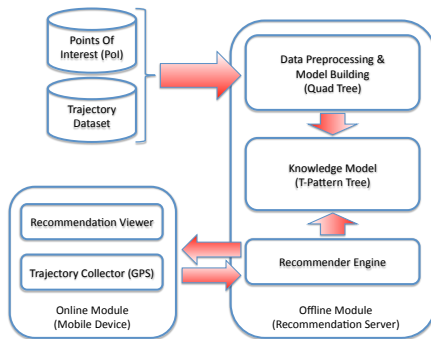 Points Of
Interest (PoI)
Trajectory
Dataset
Data Preprocessing &
Model Building
(Quad Tree)
Knowledge Model
(T-Pattern Tree)
Recommender Engine
Offline Module
(Recommendation Server)
Recommendation Viewer
Trajectory Collector (GPS)
Online Module
(Mobile Device)